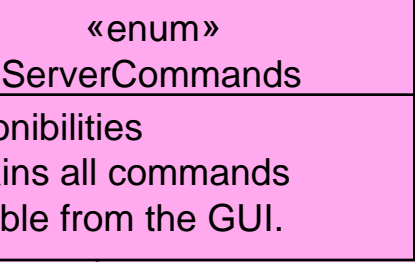 «enum»
ServerCommands
onibilities
ins all commands
ble from the GUI.